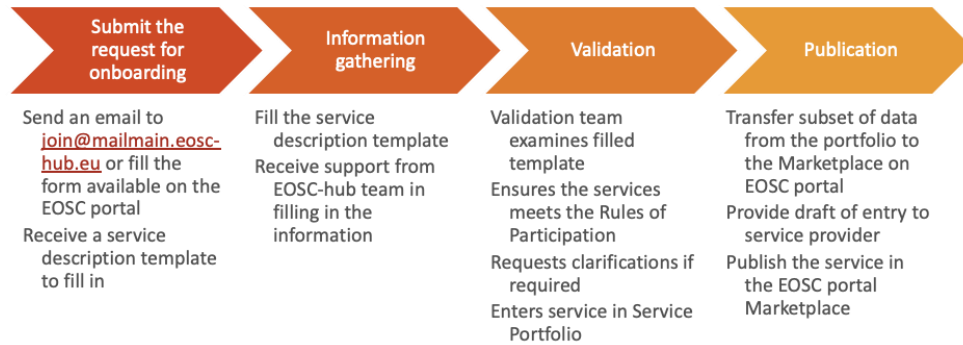 Submit the
request for
onboarding
Information
gathering
Validation
Publication
Send an email to
join@mailmain.eosc-
hub.eu or fill the
form available on the
EOSC portal
Receive a service
description template
to fill in
Fill the service
description template
Receive support from
EOSC-hub team in
filling in the
information
Validation team
examines filled
template
Ensures the services
meets the Rules of
Participation
Requests clarifications if
required
Enters service in Service
Portfolio
Transfer subset of data
from the portfolio to
the Marketplace on
EOSC portal
Provide draft of entry to
service provider
Publish the service in
the EOSC portal
Marketplace